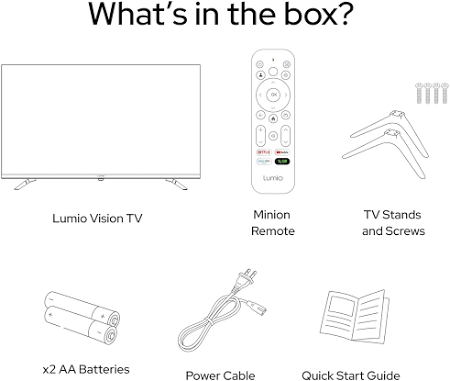 What's in the box?
OK
NETFLIX
Lumio
Lumio Vision TV
Minion
Remote
TV Stands
and Screws
x2 AA Batteries
Power Cable
Quick Start Guide